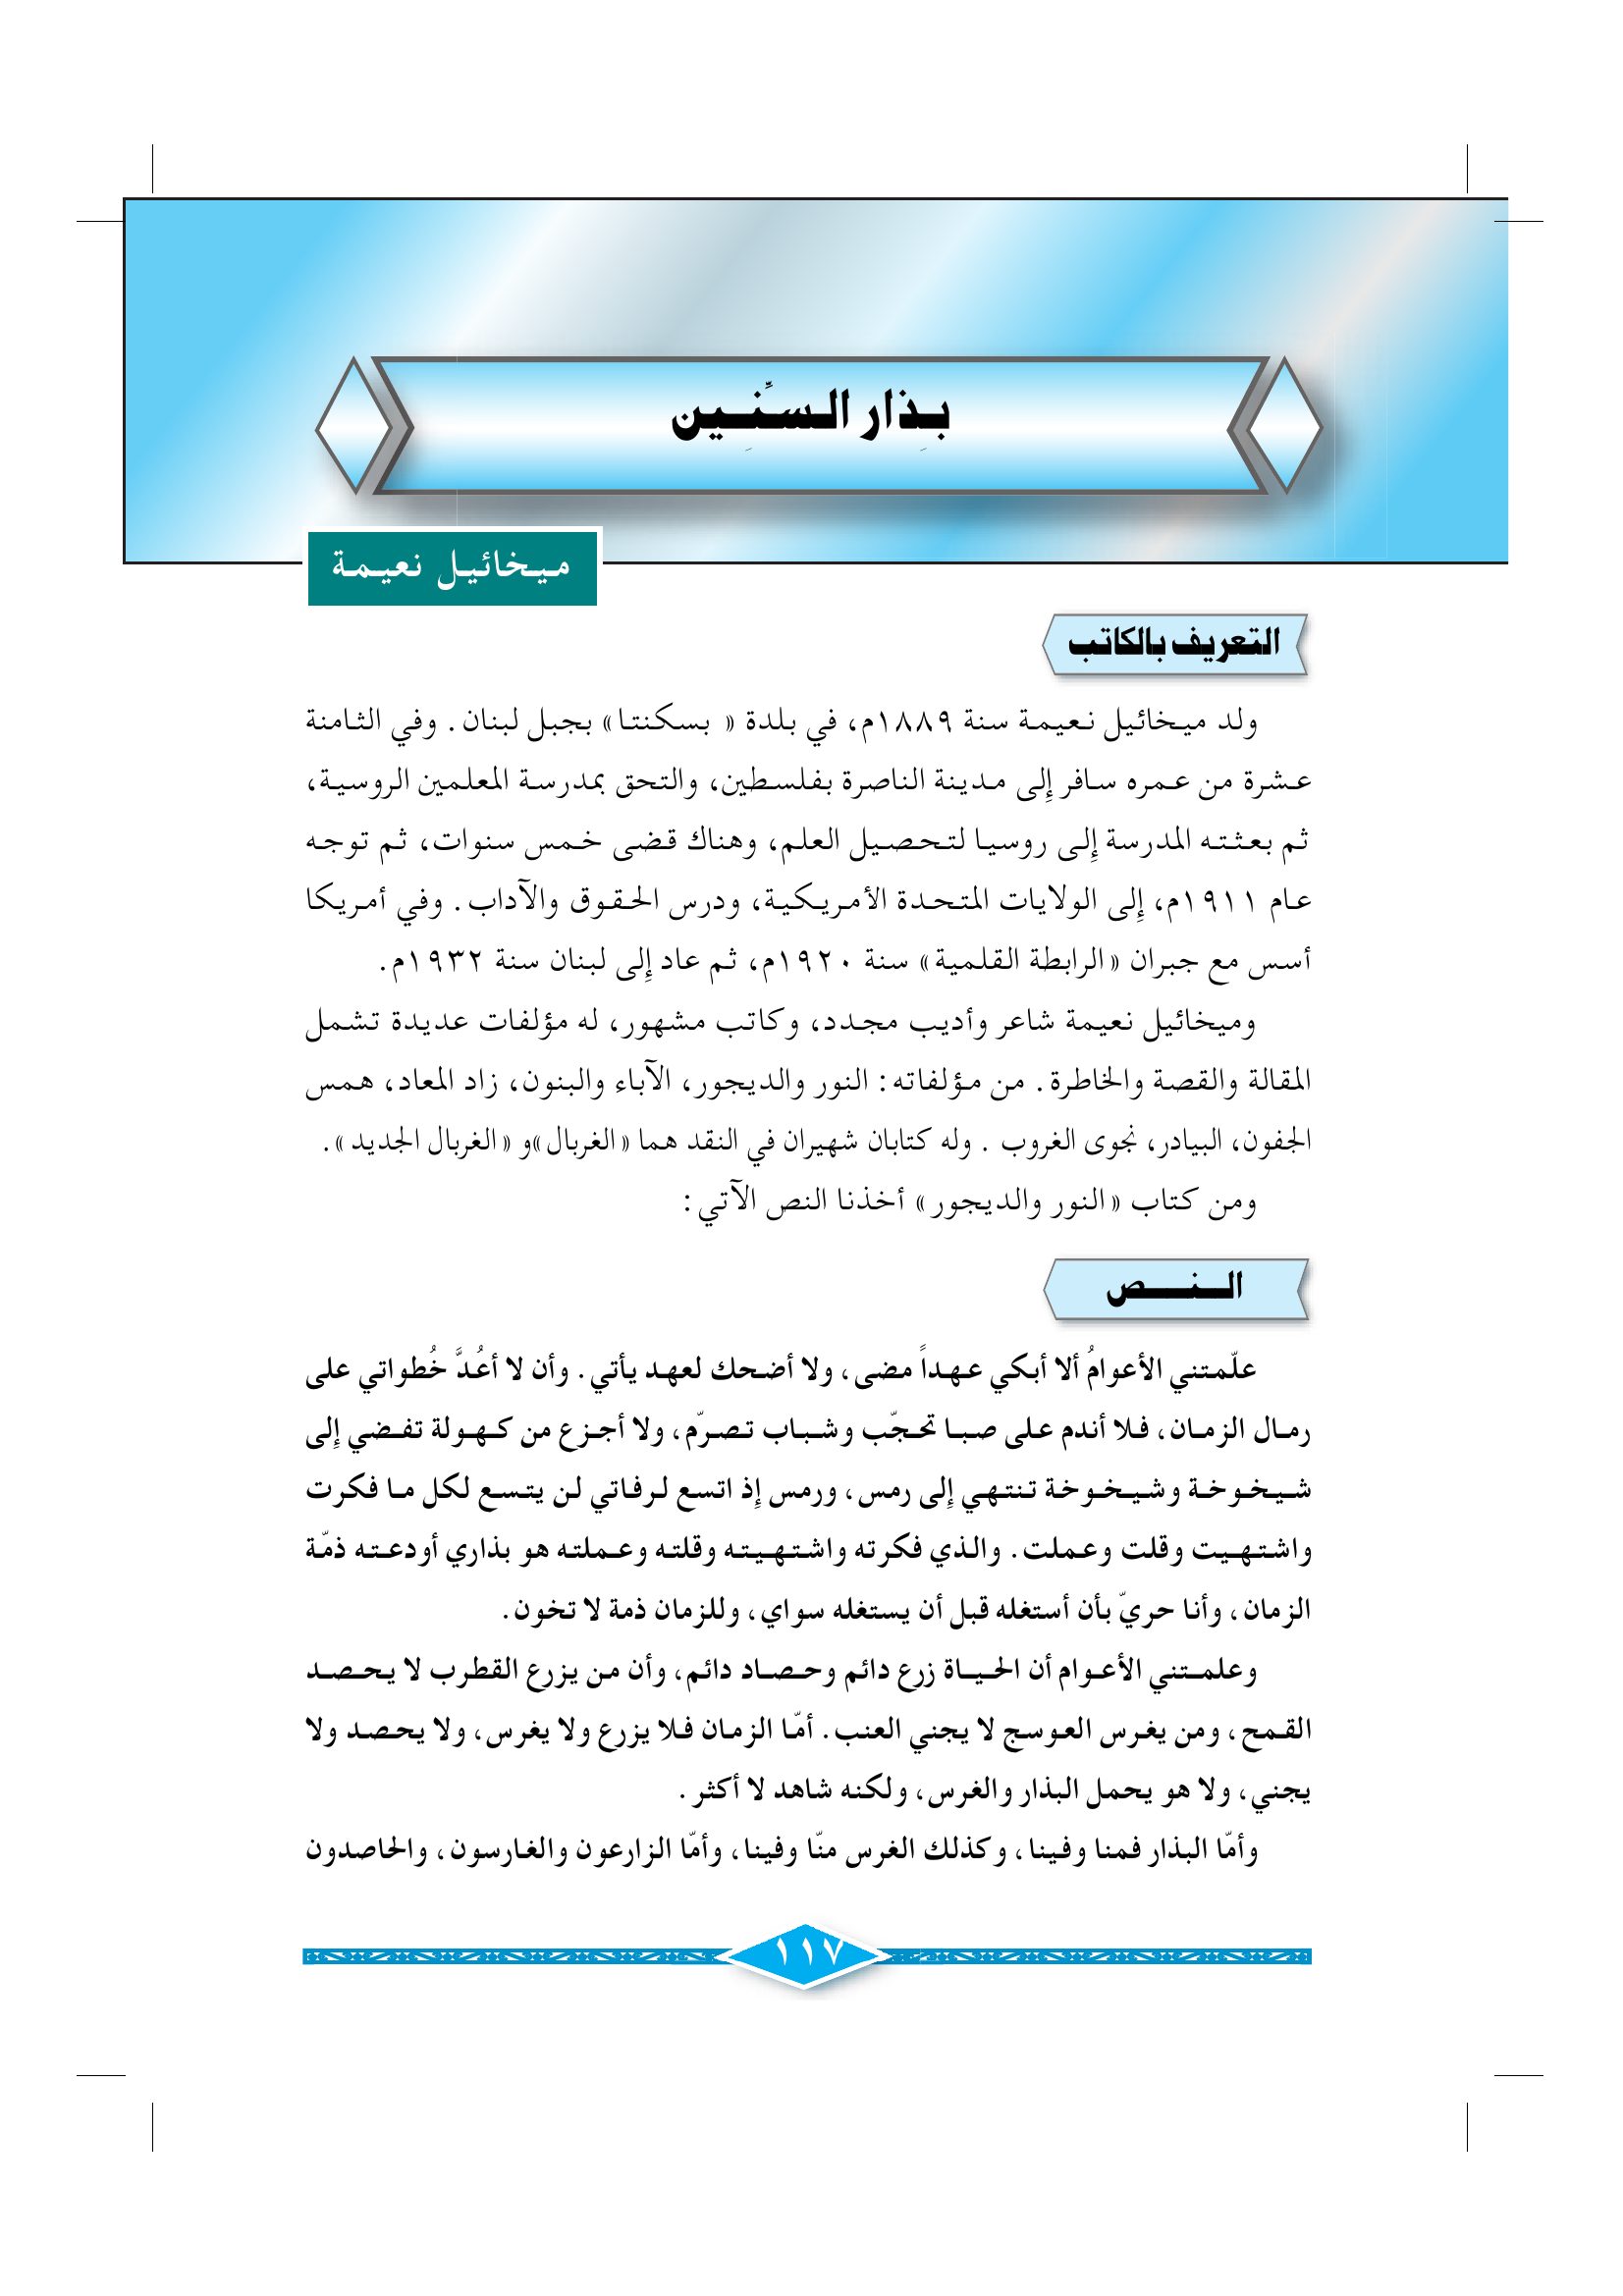 بِذار السِّنِين
ميخائيل نعيمة
التعريف بالكاتب
ولد ميخائيل نعيمة سنة ١٨٨٩م، في بلدة « بسكنتا» بجبل لبنان. وفي الثامنة
عشرة من عمره سافر إِلى مدينة الناصرة بفلسطين، والتحق بمدرسة المعلمين الروسية،
ثم بعثته المدرسة إِلى روسيا لتحصيل العلم، وهناك قضى خمس سنوات، ثم توجه
عام ١٩١١م، إِلى الولايات المتحدة الأمريكية، ودرس الحقوق والآداب. وفي أمريكا
أسس مع جبران «الرابطة القلمية» سنة ١٩٢٠م، ثم عاد إِلى لبنان سنة ١٩٣٢م.
وميخائيل نعيمة شاعر وأديب مجدد، وكاتب مشهور، له مؤلفات عديدة تشمل
المقالة والقصة والخاطرة. من مؤلفاته: النور والديجور، الآباء والبنون، زاد المعاد، همس
الجفون، البيادر، نجوى الغروب . وله كتابان شهيران في النقد هما «الغربال»و «الغربال الجديد».
ومن كتاب «النور والديجور» أخذنا النص الآتي:
النص
علّمتني الأعوامُ ألا أبكي عهداً مضى، ولا أضحك لعهد يأتي. وأن لا أعُدَّ خُطواتي على
رمال الزمان، فلا أندم على صبا تحجّب وشباب تصرّم، ولا أجزع من كهولة تفضي إِلى
شيخوخة وشيخوخة تنتهي إِلى رمس، ورمس إِذ اتسع لرفاتي لن يتسع لكل ما فكرت
واشتهيت وقلت وعملت. والذي فكرته واشتهيته وقلته وعملته هو بذاري أودعته ذمّة
الزمان، وأنا حريّ بأن أستغله قبل أن يستغله سواي، وللزمان ذمة لا تخون.
وعلمتني الأعوام أن الحياة زرع دائم وحصاد دائم، وأن من يزرع القطرب لا يحصد
القمح، ومن يغرس العوسج لا يجني العنب. أمّا الزمان فلا يزرع ولا يغرس، ولا يحصد ولا
يجني، ولا هو يحمل البذار والغرس، ولكنه شاهد لا أكثر.
وأمّا البذار فمنا وفينا، وكذلك الغرس منّا وفينا، وأمّا الزارعون والغارسون، والحاصدون
١١٧